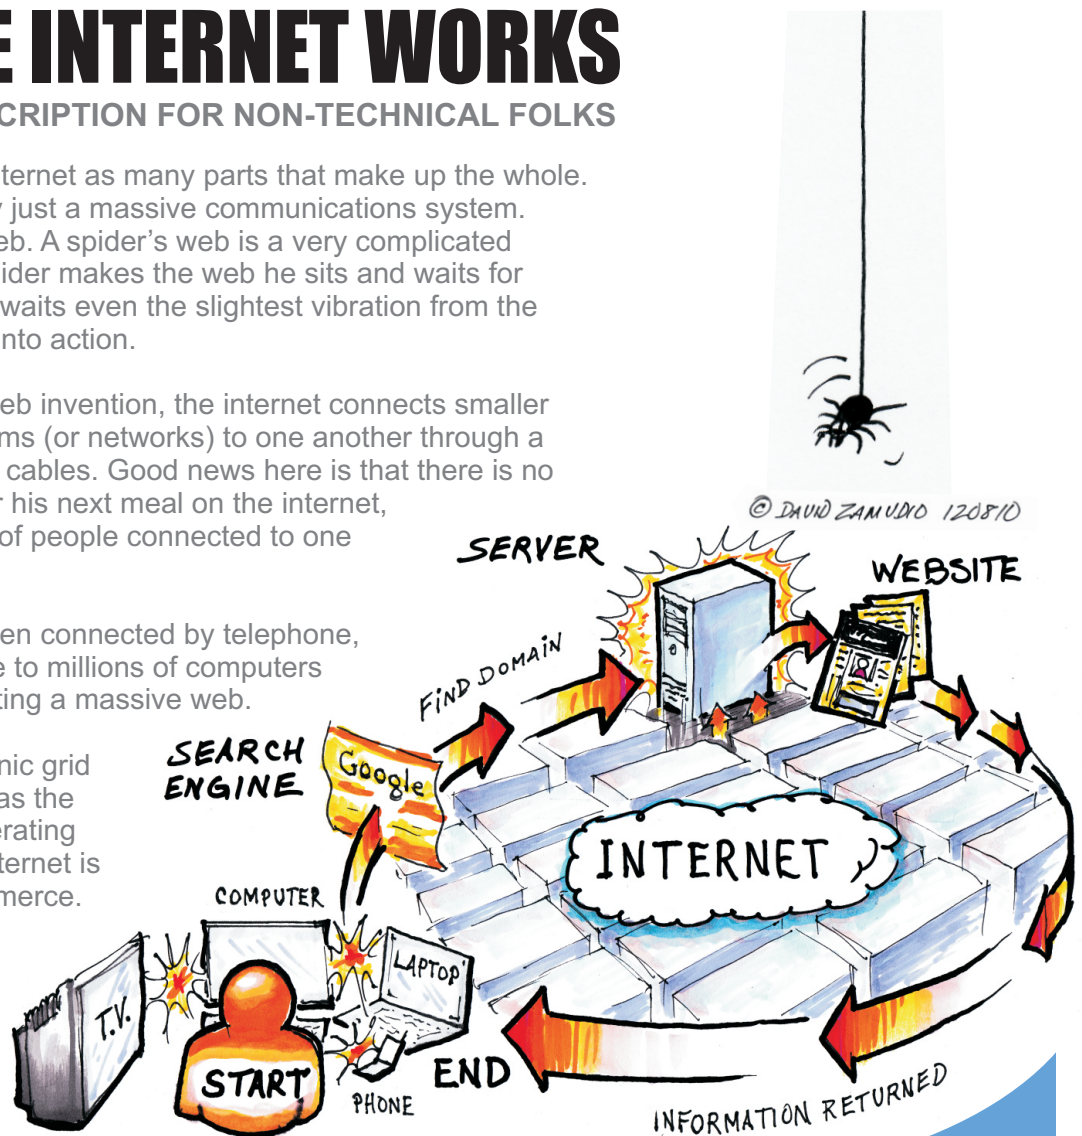 E INTERNET WORKS
CRIPTION FOR NON-TECHNICAL FOLKS
ternet as many parts that make up the whole.
y just a massive communications system.
eb. A spider’s web is a very complicated
ider makes the web he sits and waits for
waits even the slightest vibration from the
nto action.
eb invention, the internet connects smaller
ms (or networks) to one another through a
cables. Good news here is that there is no
r his next meal on the internet,
of people connected to one
en connected by telephone,
e to millions of computers
ting a massive web.
nic grid
as the
erating
ternet is
merce.
© DAVID ZAMUDIO 120810
SERVER
WEBSITE
FIND DOMAIN
SEARCH
ENGINE
Google
INTERNET
COMPUTER
LAPTOP
T.V.
START
PHONE
END
INFORMATION RETURNED